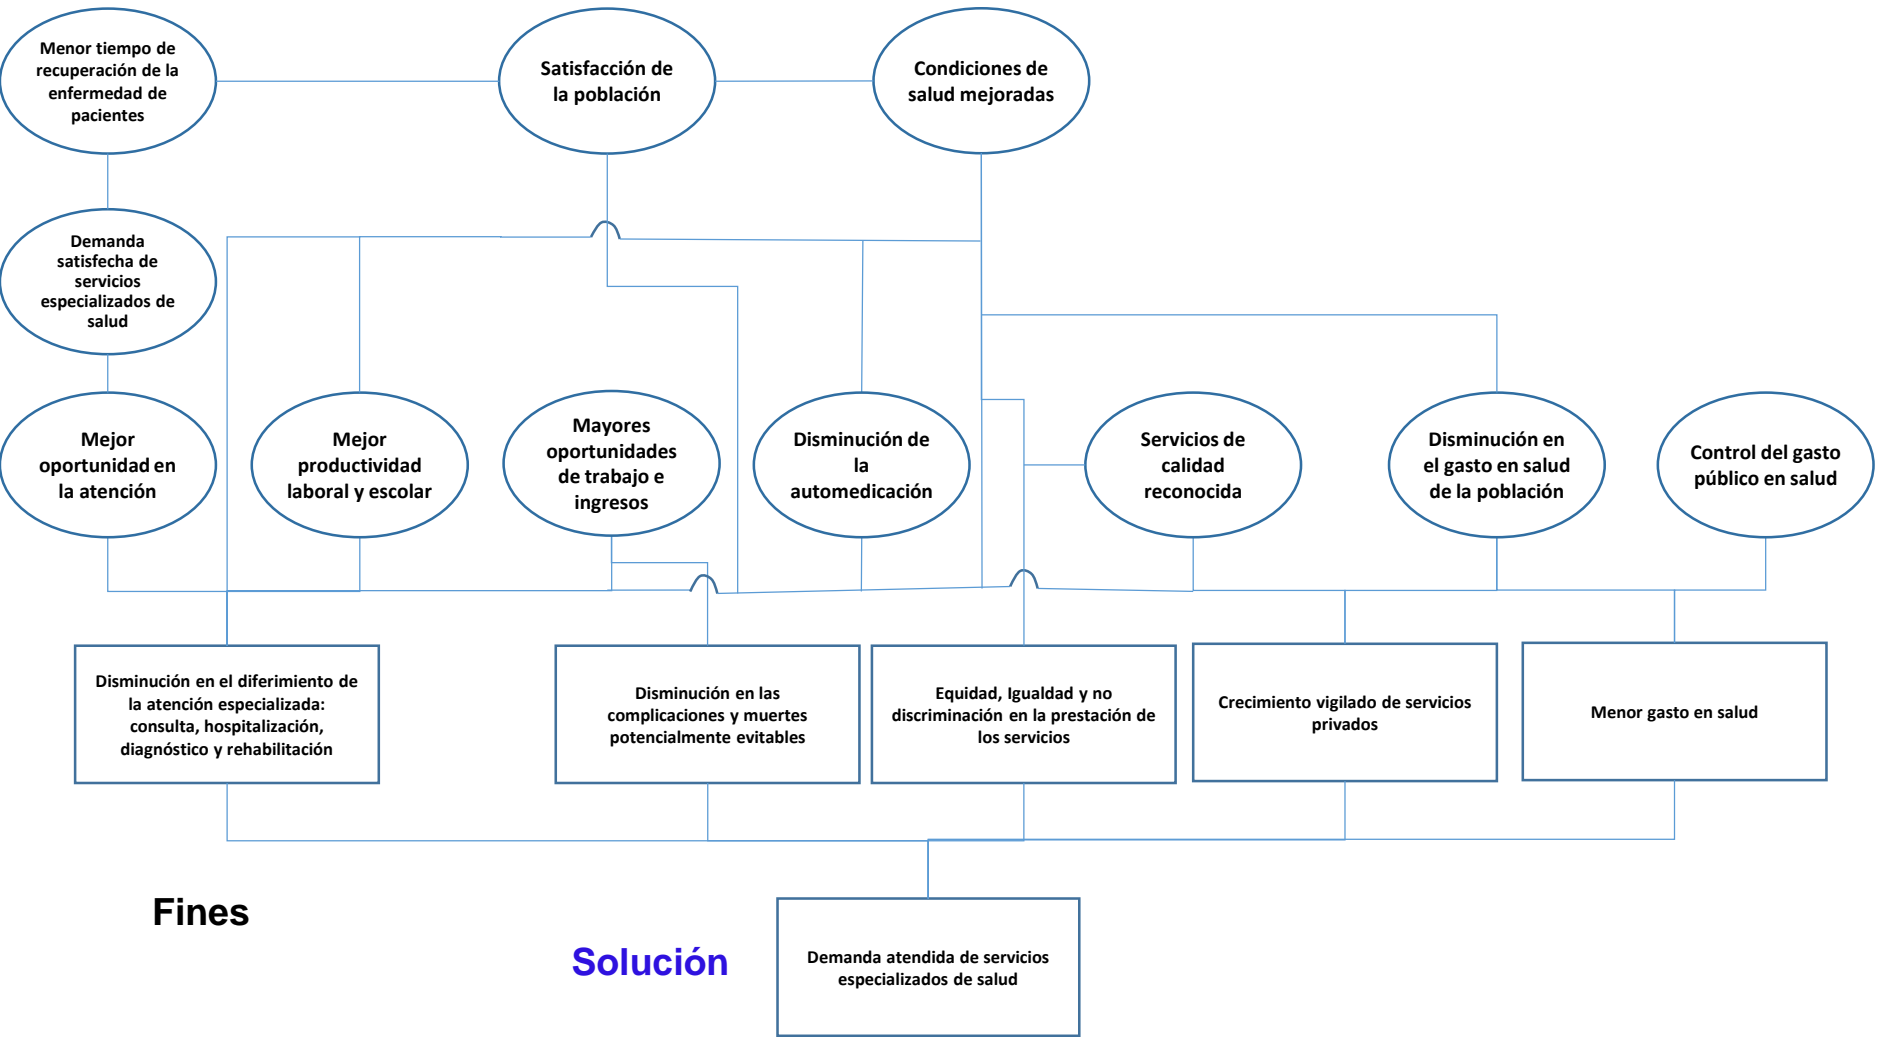 Menor tiempo de
recuperación de la
enfermedad de
pacientes
Satisfacción de
la población
Condiciones de
salud mejoradas
Demanda
satisfecha de
servicios
especializados de
salud
Mejor
oportunidad en
la atención
Mejor
productividad
laboral y escolar
Mayores
oportunidades
de trabajo e
ingresos
Disminución de
la
automedicación
Servicios de
calidad
reconocida
Disminución en
el gasto en salud
de la población
Control del gasto
público en salud
Disminución en el diferimiento de
la atención especializada:
consulta, hospitalización,
diagnóstico y rehabilitación
Disminución en las
complicaciones y muertes
potencialmente evitables
Equidad, Igualdad y no
discriminación en la prestación de
los servicios
Crecimiento vigilado de servicios
privados
Menor gasto en salud
Fines
Solución
Demanda atendida de servicios
especializados de salud